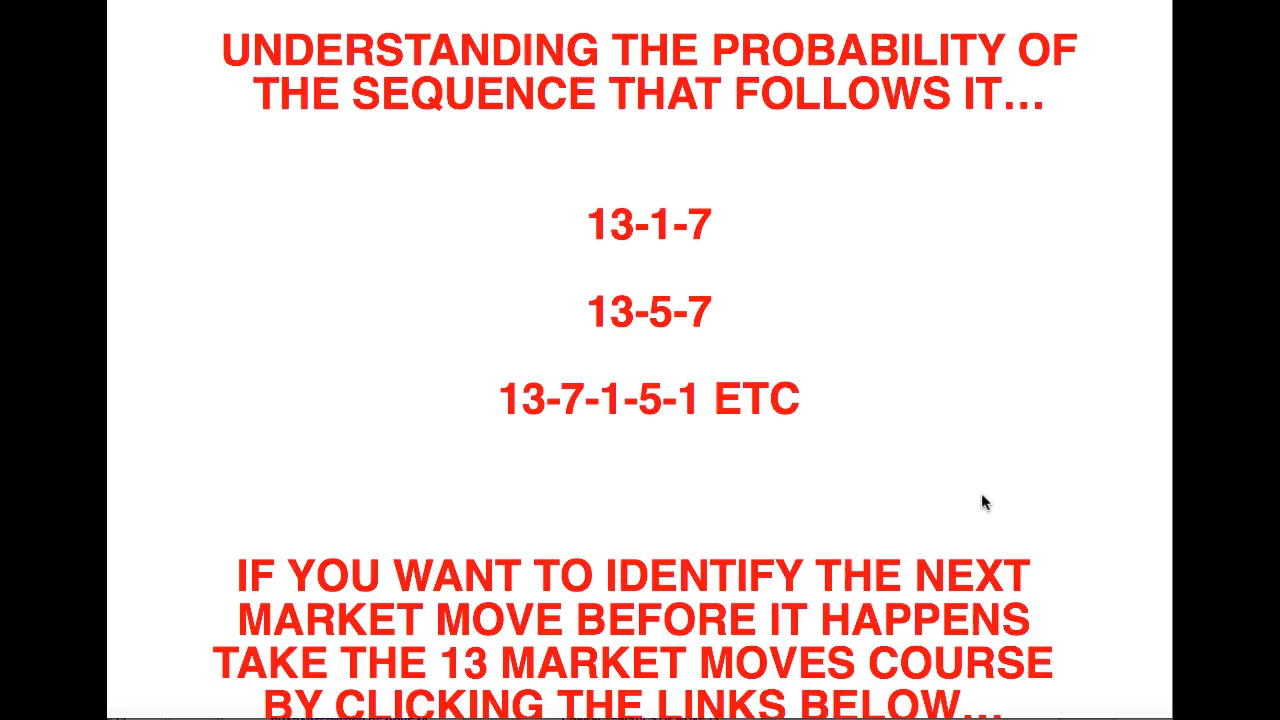 UNDERSTANDING THE PROBABILITY OF
THE SEQUENCE THAT FOLLOWS IT...
13-1-7
13-5-7
13-7-1-5-1 ETC
IF YOU WANT TO IDENTIFY THE NEXT
MARKET MOVE BEFORE IT HAPPENS
TAKE THE 13 MARKET MOVES COURSE
BY CLICKING THE LINKS BELOW...